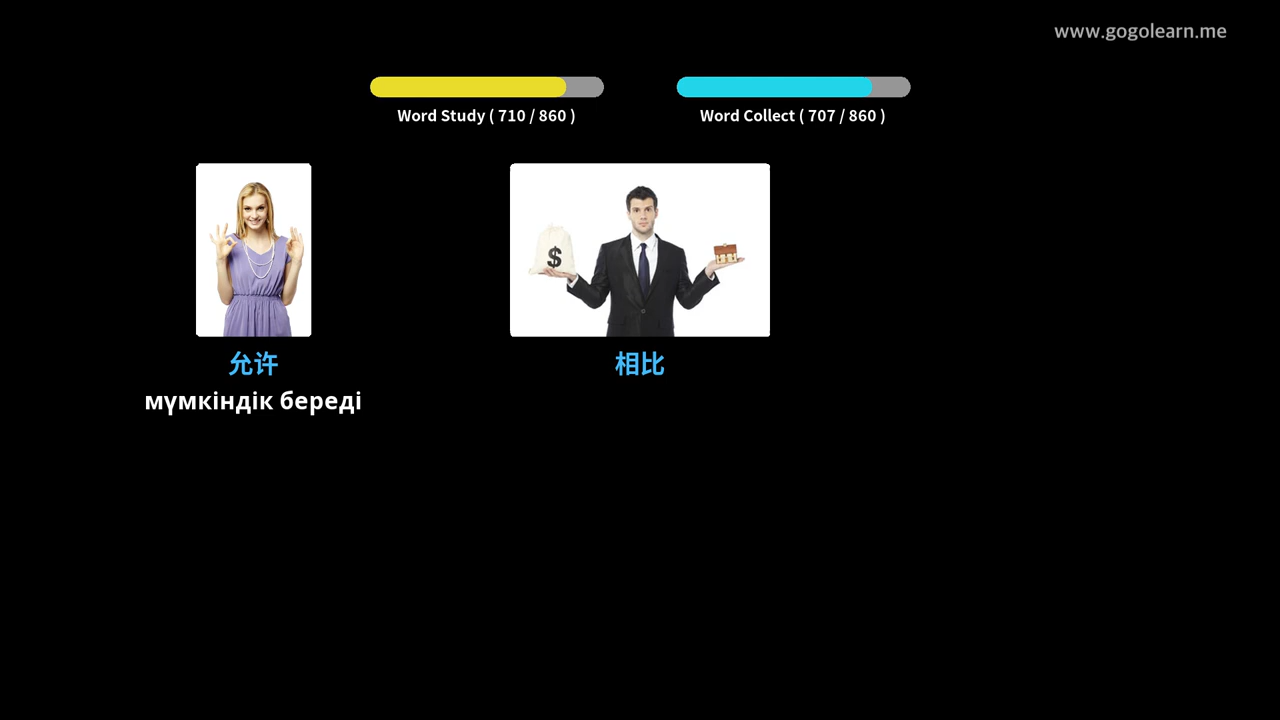 www.gogolearn.me
Word Study ( 710 / 860 )
Word Collect ( 707 / 860 )
$
允许
相比
мүмкіндік береді